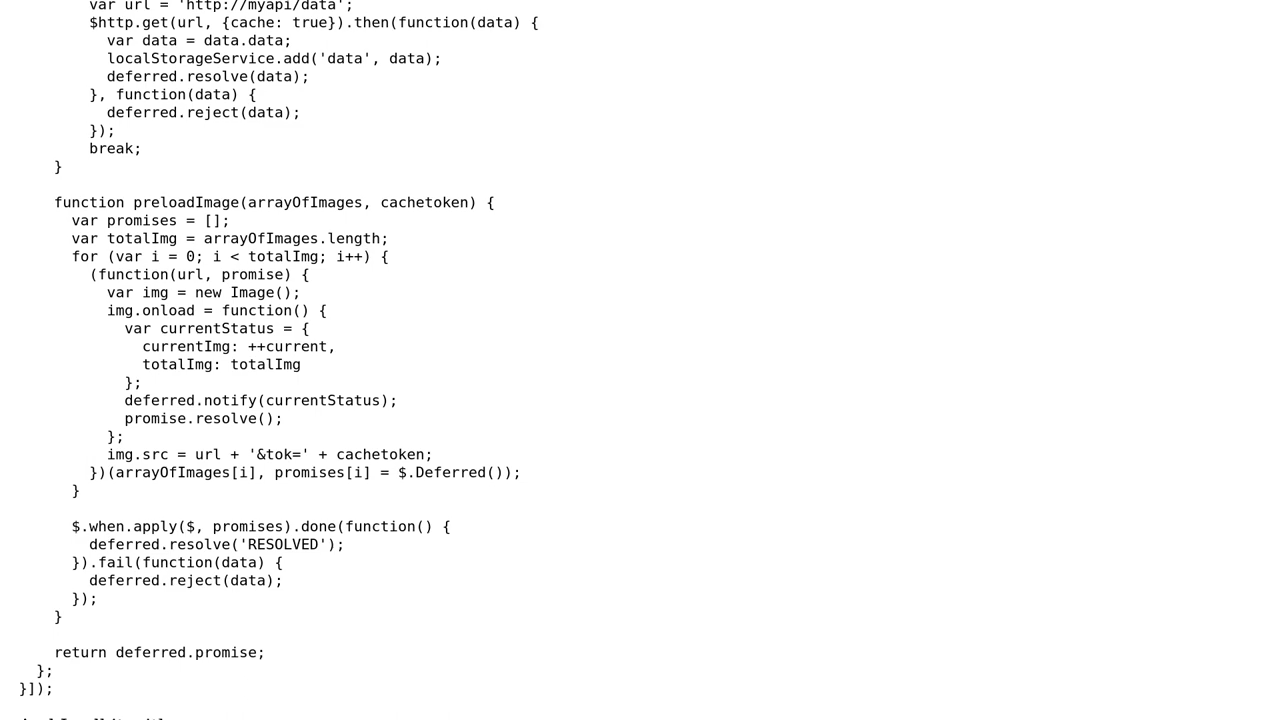 var url = 'http://myapi/data';
$http.get(url, {cache: true}).then(function(data) {
var data = data.data;
localStorageService.add('data', data);
deferred.resolve(data);
}, function(data) {
deferred.reject(data);
});
break;
}
function preloadImage(arrayOfImages, cachetoken) {
var promises = [];
var totalImg = arrayOfImages.length;
for (var i = 0; i < totalImg; i++) {
(function(url, promise) {
var img = new Image();
img.onload = function() {
var currentStatus = {
currentImg: ++current,
totalImg: totalImg
};
deferred.notify(currentStatus);
promise.resolve();
};
img.src = url + '&tok=' + cachetoken;
})(arrayOfImages[i], promises[i] = $.Deferred());
}
$.when.apply($, promises).done(function() {
deferred.resolve('RESOLVED');
}).fail(function(data) {
deferred.reject(data);
});
}
return deferred.promise;
};
}]);